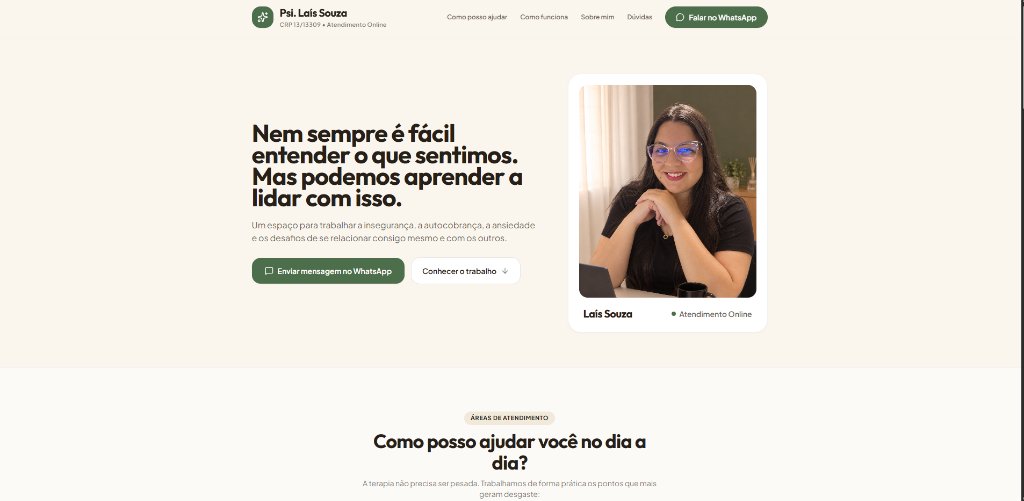 Psi. Laís Souza
CRP 13/13309 • Atendimento Online
Como posso ajudar
Como funciona
Sobre mim
Dúvidas
Falar no WhatsApp
Nem sempre é fácil
entender o que sentimos.
Mas podemos aprender a
lidar com isso.
Um espaço para trabalhar a insegurança, a autocobrança, a ansiedade
e os desafios de se relacionar consigo mesmo e com os outros.
Enviar mensagem no WhatsApp
Conhecer o trabalho
Laís Souza
Atendimento Online
ÁREAS DE ATENDIMENTO
Como posso ajudar você no dia a
dia?
A terapia não precisa ser pesada. Trabalhamos de forma prática os pontos que mais
geram desgaste: